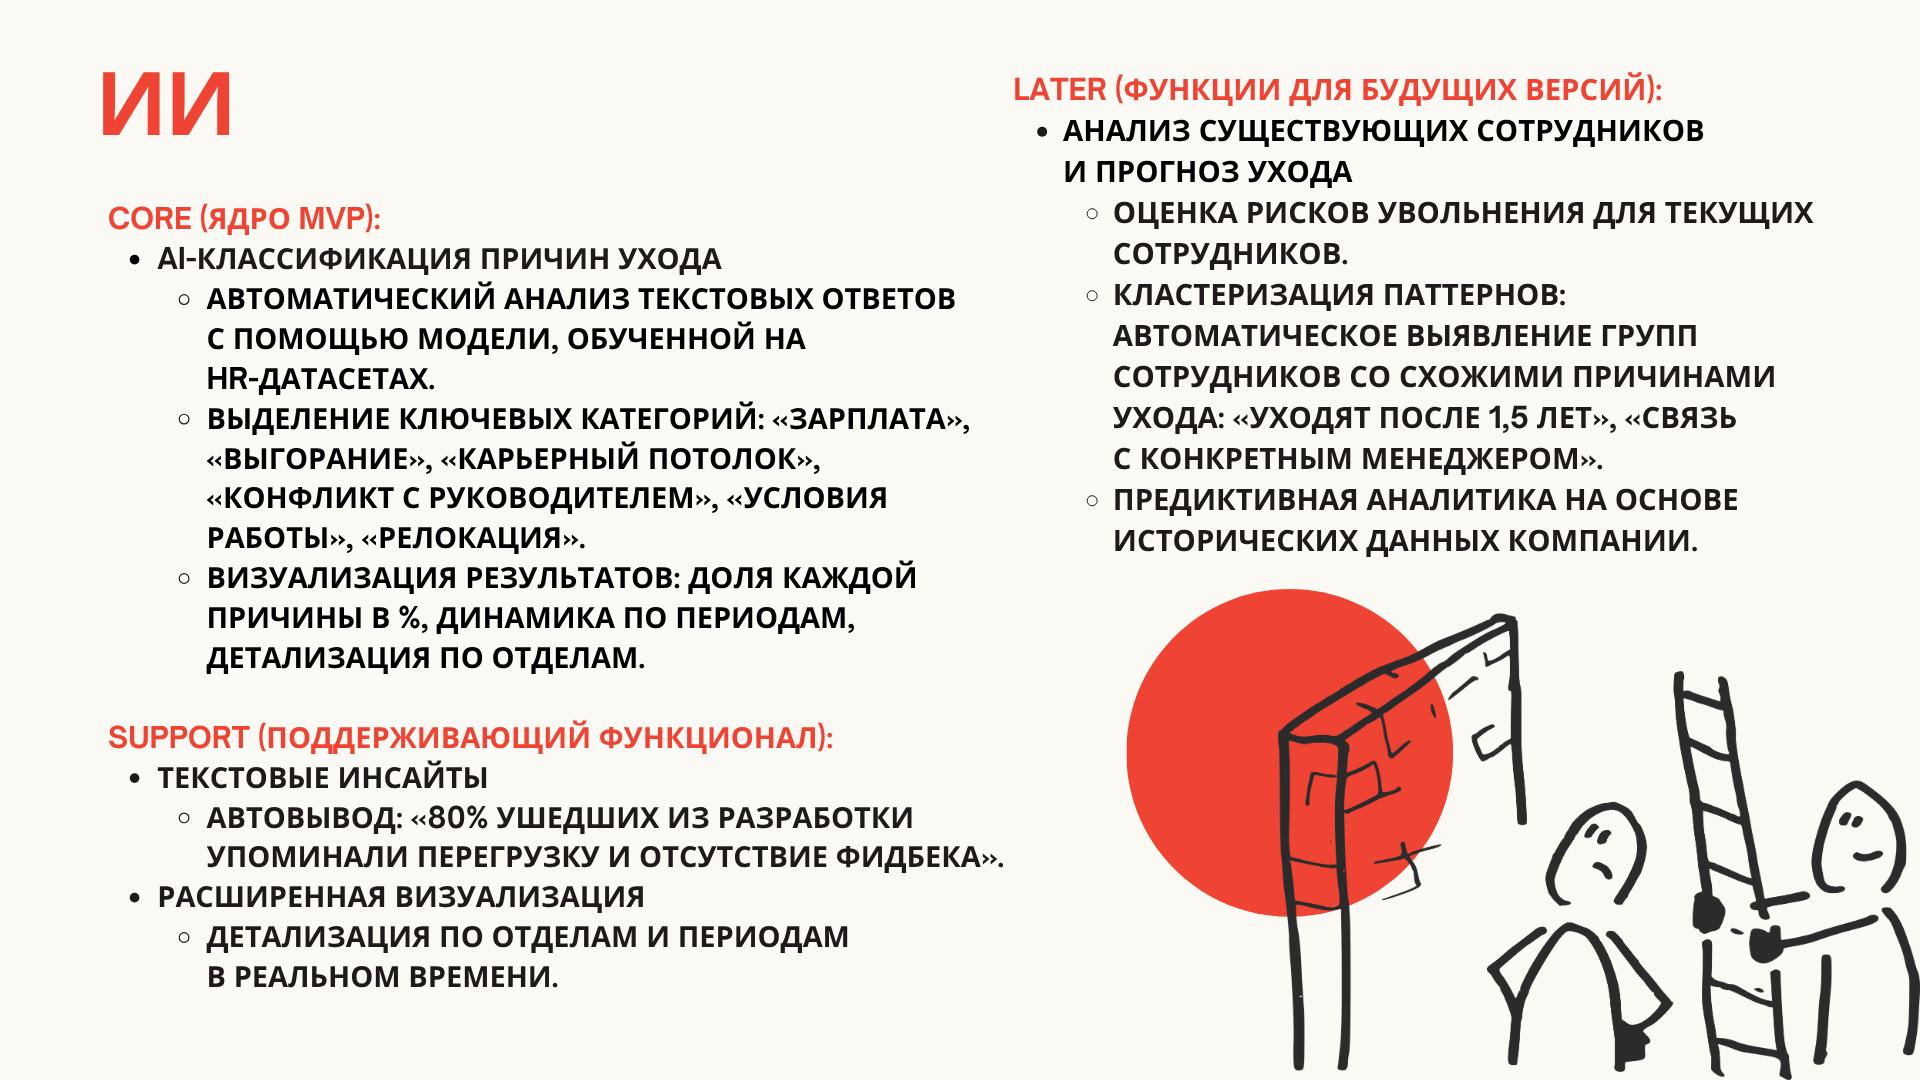 ИИ
CORE (ЯДРО MVP):
• AI-КЛАССИФИКАЦИЯ ПРИЧИН УХОДА
◦ АВТОМАТИЧЕСКИЙ АНАЛИЗ ТЕКСТОВЫХ ОТВЕТОВ
С ПОМОЩЬЮ МОДЕЛИ, ОБУЧЕННОЙ НА
HR-ДАТАСЕТАХ.
◦ ВЫДЕЛЕНИЕ КЛЮЧЕВЫХ КАТЕГОРИЙ: «ЗАРПЛАТА»,
«ВЫГОРАНИЕ», «КАРЬЕРНЫЙ ПОТОЛОК»,
«КОНФЛИКТ С РУКОВОДИТЕЛЕМ», «УСЛОВИЯ
РАБОТЫ», «РЕЛОКАЦИЯ».
◦ ВИЗУАЛИЗАЦИЯ РЕЗУЛЬТАТОВ: ДОЛЯ КАЖДОЙ
ПРИЧИНЫ В %, ДИНАМИКА ПО ПЕРИОДАМ,
ДЕТАЛИЗАЦИЯ ПО ОТДЕЛАМ.
SUPPORT (ПОДДЕРЖИВАЮЩИЙ ФУНКЦИОНАЛ):
• ТЕКСТОВЫЕ ИНСАЙТЫ
◦ АВТОВЫВОД: «80% УШЕДШИХ ИЗ РАЗРАБОТКИ
УПОМИНАЛИ ПЕРЕГРУЗКУ И ОТСУТСТВИЕ ФИДБЕКА».
• РАСШИРЕННАЯ ВИЗУАЛИЗАЦИЯ
◦ ДЕТАЛИЗАЦИЯ ПО ОТДЕЛАМ И ПЕРИОДАМ
В РЕАЛЬНОМ ВРЕМЕНИ.
LATER (ФУНКЦИИ ДЛЯ БУДУЩИХ ВЕРСИЙ):
• АНАЛИЗ СУЩЕСТВУЮЩИХ СОТРУДНИКОВ
И ПРОГНОЗ УХОДА
◦ ОЦЕНКА РИСКОВ УВОЛЬНЕНИЯ ДЛЯ ТЕКУЩИХ
СОТРУДНИКОВ.
◦ КЛАСТЕРИЗАЦИЯ ПАТТЕРНОВ:
АВТОМАТИЧЕСКОЕ ВЫЯВЛЕНИЕ ГРУПП
СОТРУДНИКОВ СО СХОЖИМИ ПРИЧИНАМИ
УХОДА: «УХОДЯТ ПОСЛЕ 1,5 ЛЕТ», «СВЯЗЬ
С КОНКРЕТНЫМ МЕНЕДЖЕРОМ».
◦ ПРЕДИКТИВНАЯ АНАЛИТИКА НА ОСНОВЕ
ИСТОРИЧЕСКИХ ДАННЫХ КОМПАНИИ.